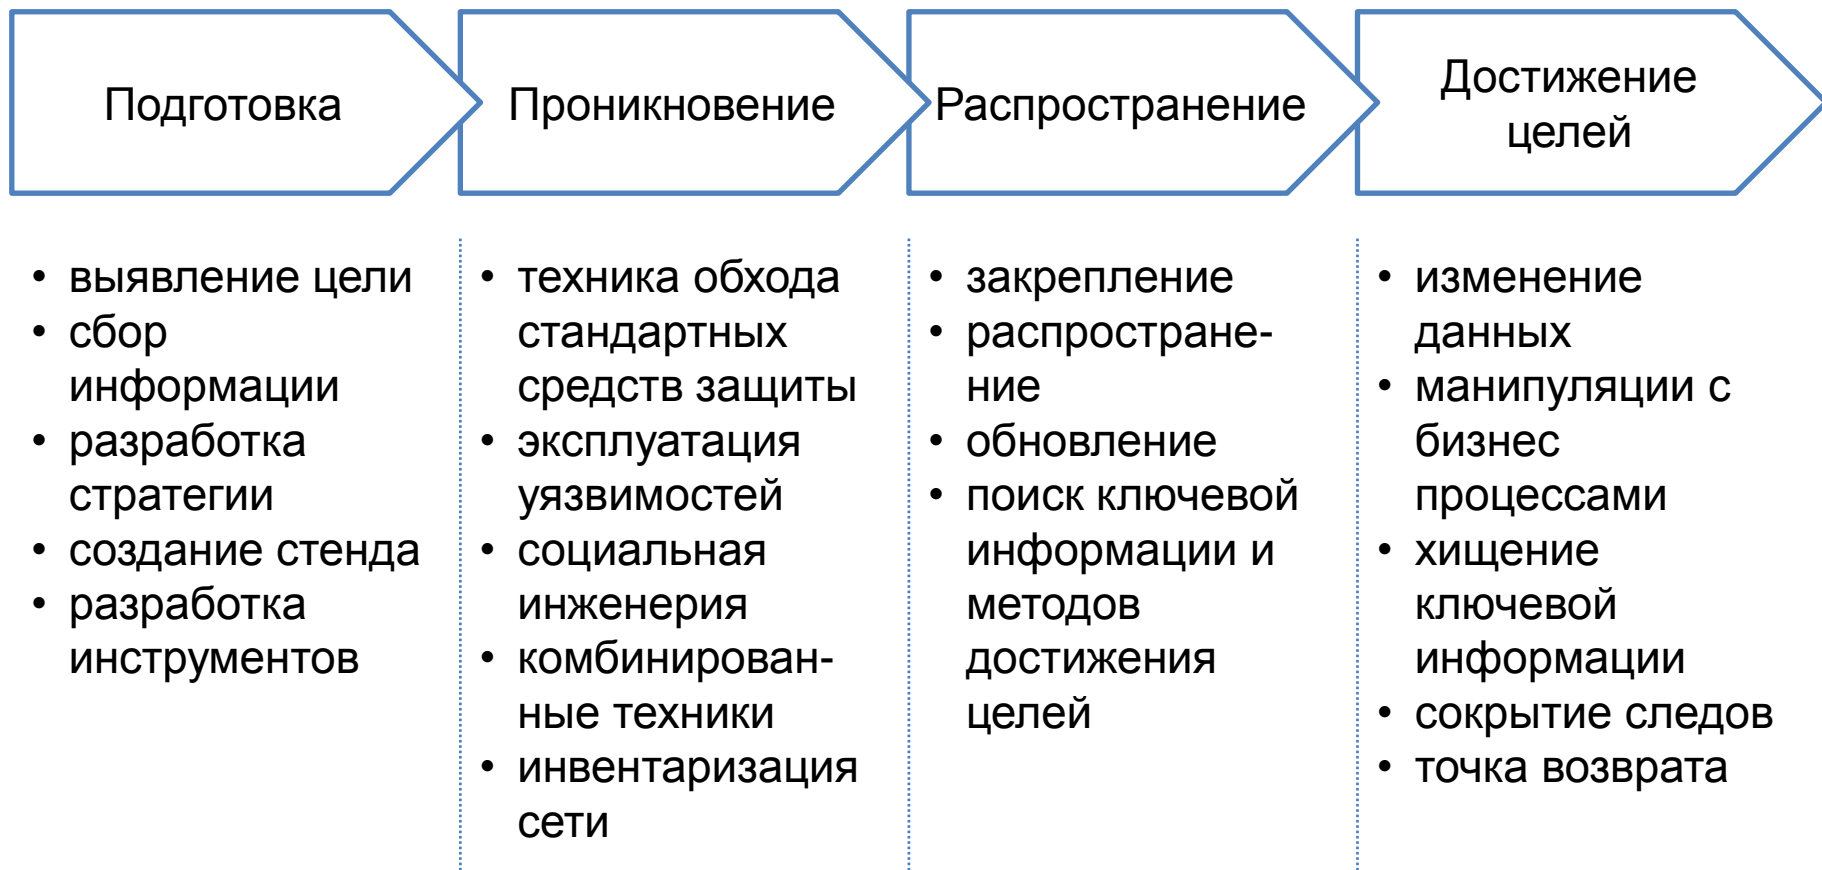 Подготовка
Проникновение
Распространение
Достижение
целей
• выявление цели
• сбор
информации
• разработка
стратегии
• создание стенда
• разработка
инструментов
• техника обхода
стандартных
средств защиты
• эксплуатация
уязвимостей
• социальная
инженерия
• комбинирован-
ные техники
• инвентаризация
сети
• закрепление
• распростране-
ние
• обновление
• поиск ключевой
информации и
методов
достижения
целей
• изменение
данных
• манипуляции с
бизнес
процессами
• хищение
ключевой
информации
• сокрытие следов
• точка возврата